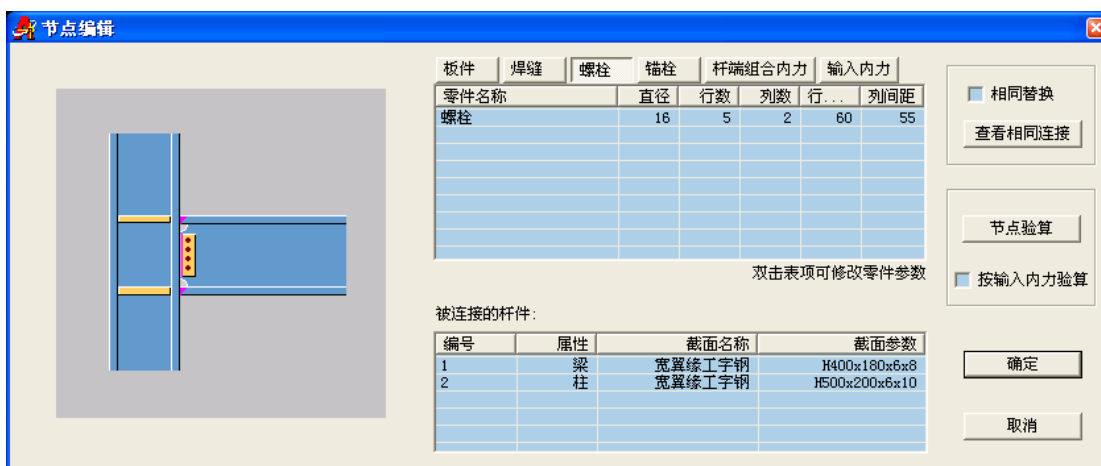 节点编辑
板件 焊缝 螺栓 锚栓 杆端组合内力 输入内力
零件名称 直径 行数 列数 行... 列间距
螺栓 16 5 2 60 55
双击表项可修改零件参数
被连接的杆件:
编号 属性 截面名称 截面参数
1 梁 宽翼缘工字钢 H400x180x6x8
2 柱 宽翼缘工字钢 H500x200x6x10
相同替换
查看相同连接
节点验算
按输入内力验算
确定
取消